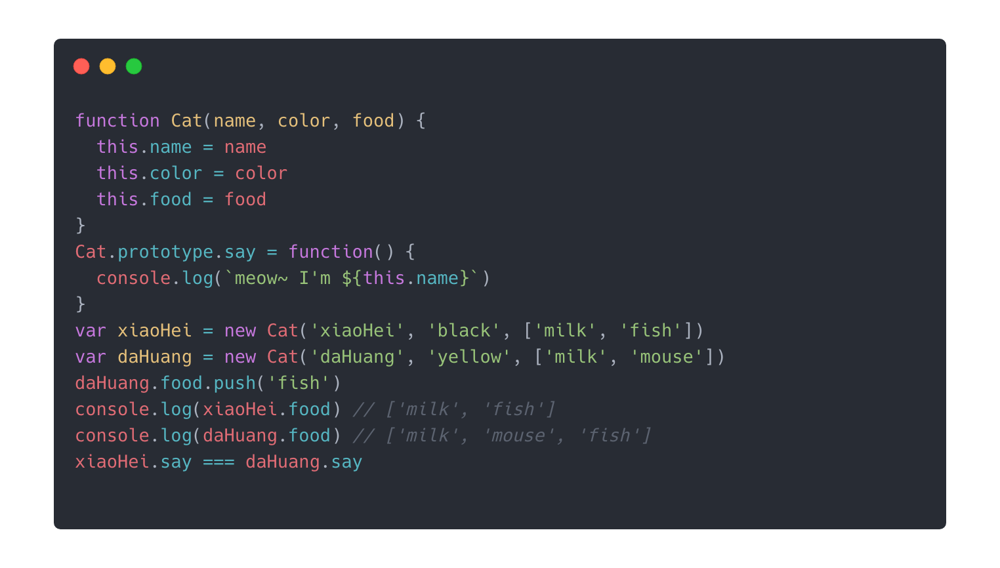 function Cat(name, color, food) {
  this.name = name
  this.color = color
  this.food = food
}
Cat.prototype.say = function() {
  console.log(`meow~ I'm ${this.name}`)
}
var xiaoHei = new Cat('xiaoHei', 'black', ['milk', 'fish'])
var daHuang = new Cat('daHuang', 'yellow', ['milk', 'mouse'])
daHuang.food.push('fish')
console.log(xiaoHei.food) // ['milk', 'fish']
console.log(daHuang.food) // ['milk', 'mouse', 'fish']
xiaoHei.say === daHuang.say